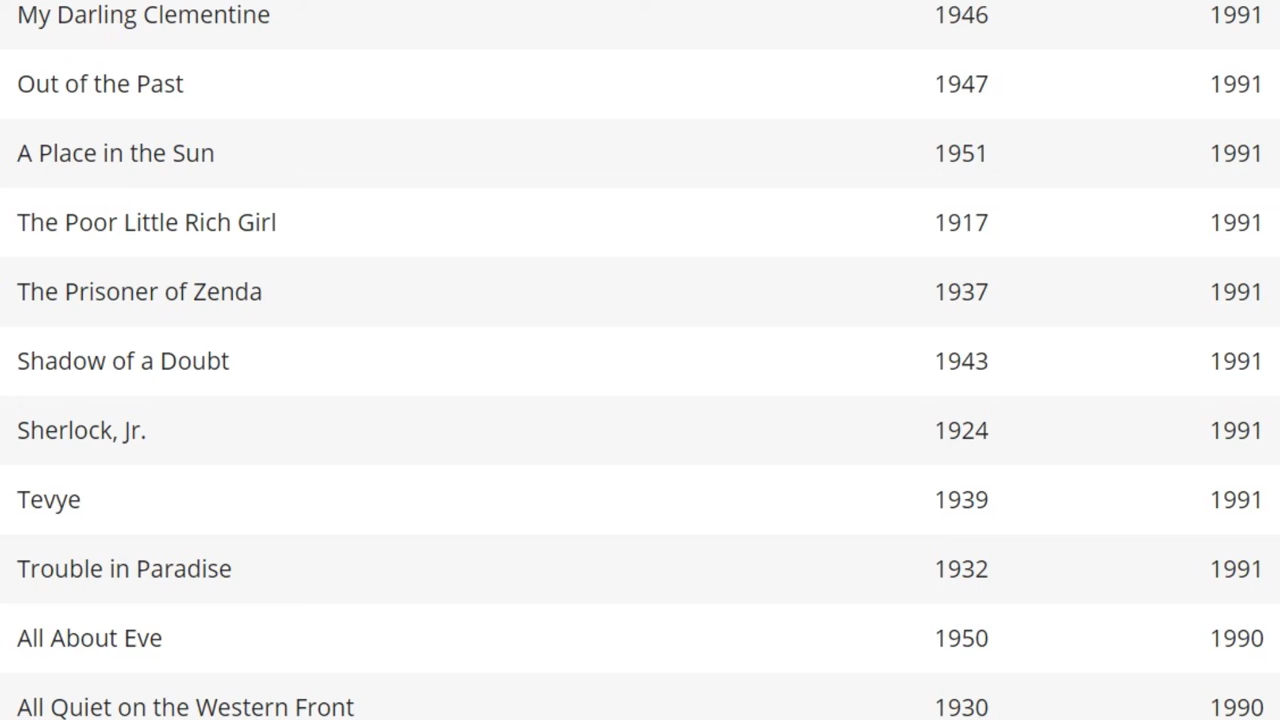 My Darling Clementine 1946 1991
Out of the Past 1947 1991
A Place in the Sun 1951 1991
The Poor Little Rich Girl 1917 1991
The Prisoner of Zenda 1937 1991
Shadow of a Doubt 1943 1991
Sherlock, Jr. 1924 1991
Tevye 1939 1991
Trouble in Paradise 1932 1991
All About Eve 1950 1990
All Quiet on the Western Front 1930 1990